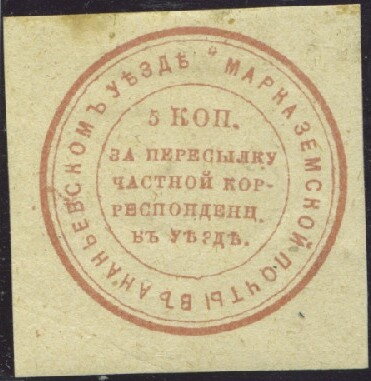 МАРКА ЗЕМСКОЙ ПОЧТЫ ВЪ АНАНЬЕВСКОМЪ УѢЗДѢ *
5 КОП.
ЗА ПЕРЕСЫЛКУ
ЧАСТНОЙ КОР-
РЕСПОНДЕНЦ.
ВЪ УѢЗДѢ.